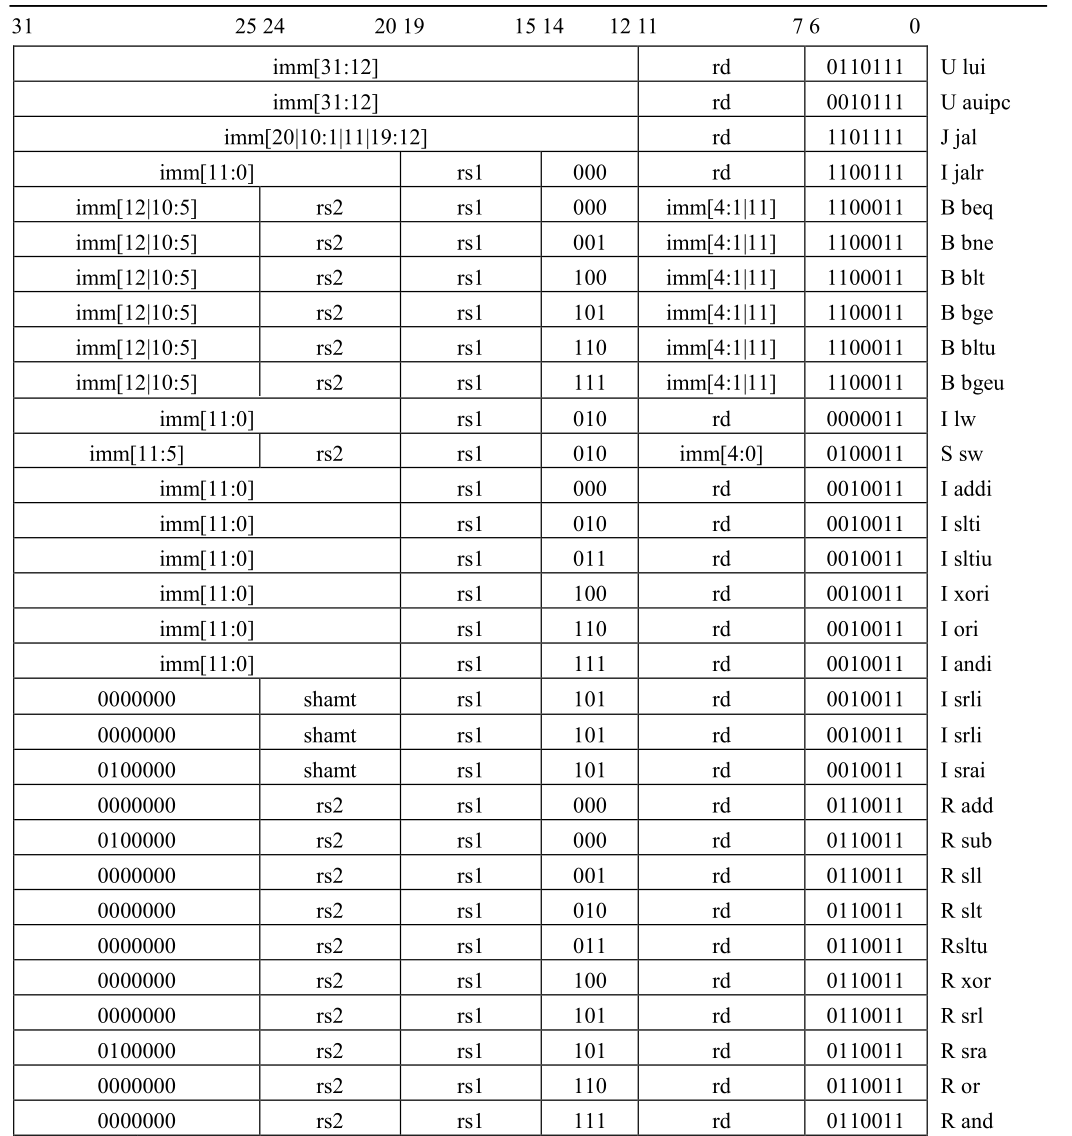 31 25 24 20 19 15 14 12 11 7 6 0
imm[31:12] rd 0110111 U lui
imm[31:12] rd 0010111 U auipc
imm[20|10:1|11|19:12] rd 1101111 J jal
imm[11:0] rs1 000 rd 1100111 I jalr
imm[12|10:5] rs2 rs1 000 imm[4:1|11] 1100011 B beq
imm[12|10:5] rs2 rs1 001 imm[4:1|11] 1100011 B bne
imm[12|10:5] rs2 rs1 100 imm[4:1|11] 1100011 B blt
imm[12|10:5] rs2 rs1 101 imm[4:1|11] 1100011 B bge
imm[12|10:5] rs2 rs1 110 imm[4:1|11] 1100011 B bltu
imm[12|10:5] rs2 rs1 111 imm[4:1|11] 1100011 B bgeu
imm[11:0] rs1 010 rd 0000011 I lw
imm[11:5] rs2 rs1 010 imm[4:0] 0100011 S sw
imm[11:0] rs1 000 rd 0010011 I addi
imm[11:0] rs1 010 rd 0010011 I slti
imm[11:0] rs1 011 rd 0010011 I sltiu
imm[11:0] rs1 100 rd 0010011 I xori
imm[11:0] rs1 110 rd 0010011 I ori
imm[11:0] rs1 111 rd 0010011 I andi
0000000 shamt rs1 101 rd 0010011 I srli
0000000 shamt rs1 101 rd 0010011 I srli
0100000 shamt rs1 101 rd 0010011 I srai
0000000 rs2 rs1 000 rd 0110011 R add
0100000 rs2 rs1 000 rd 0110011 R sub
0000000 rs2 rs1 001 rd 0110011 R sll
0000000 rs2 rs1 010 rd 0110011 R slt
0000000 rs2 rs1 011 rd 0110011 Rsltu
0000000 rs2 rs1 100 rd 0110011 R xor
0000000 rs2 rs1 101 rd 0110011 R srl
0100000 rs2 rs1 101 rd 0110011 R sra
0000000 rs2 rs1 110 rd 0110011 R or
0000000 rs2 rs1 111 rd 0110011 R and